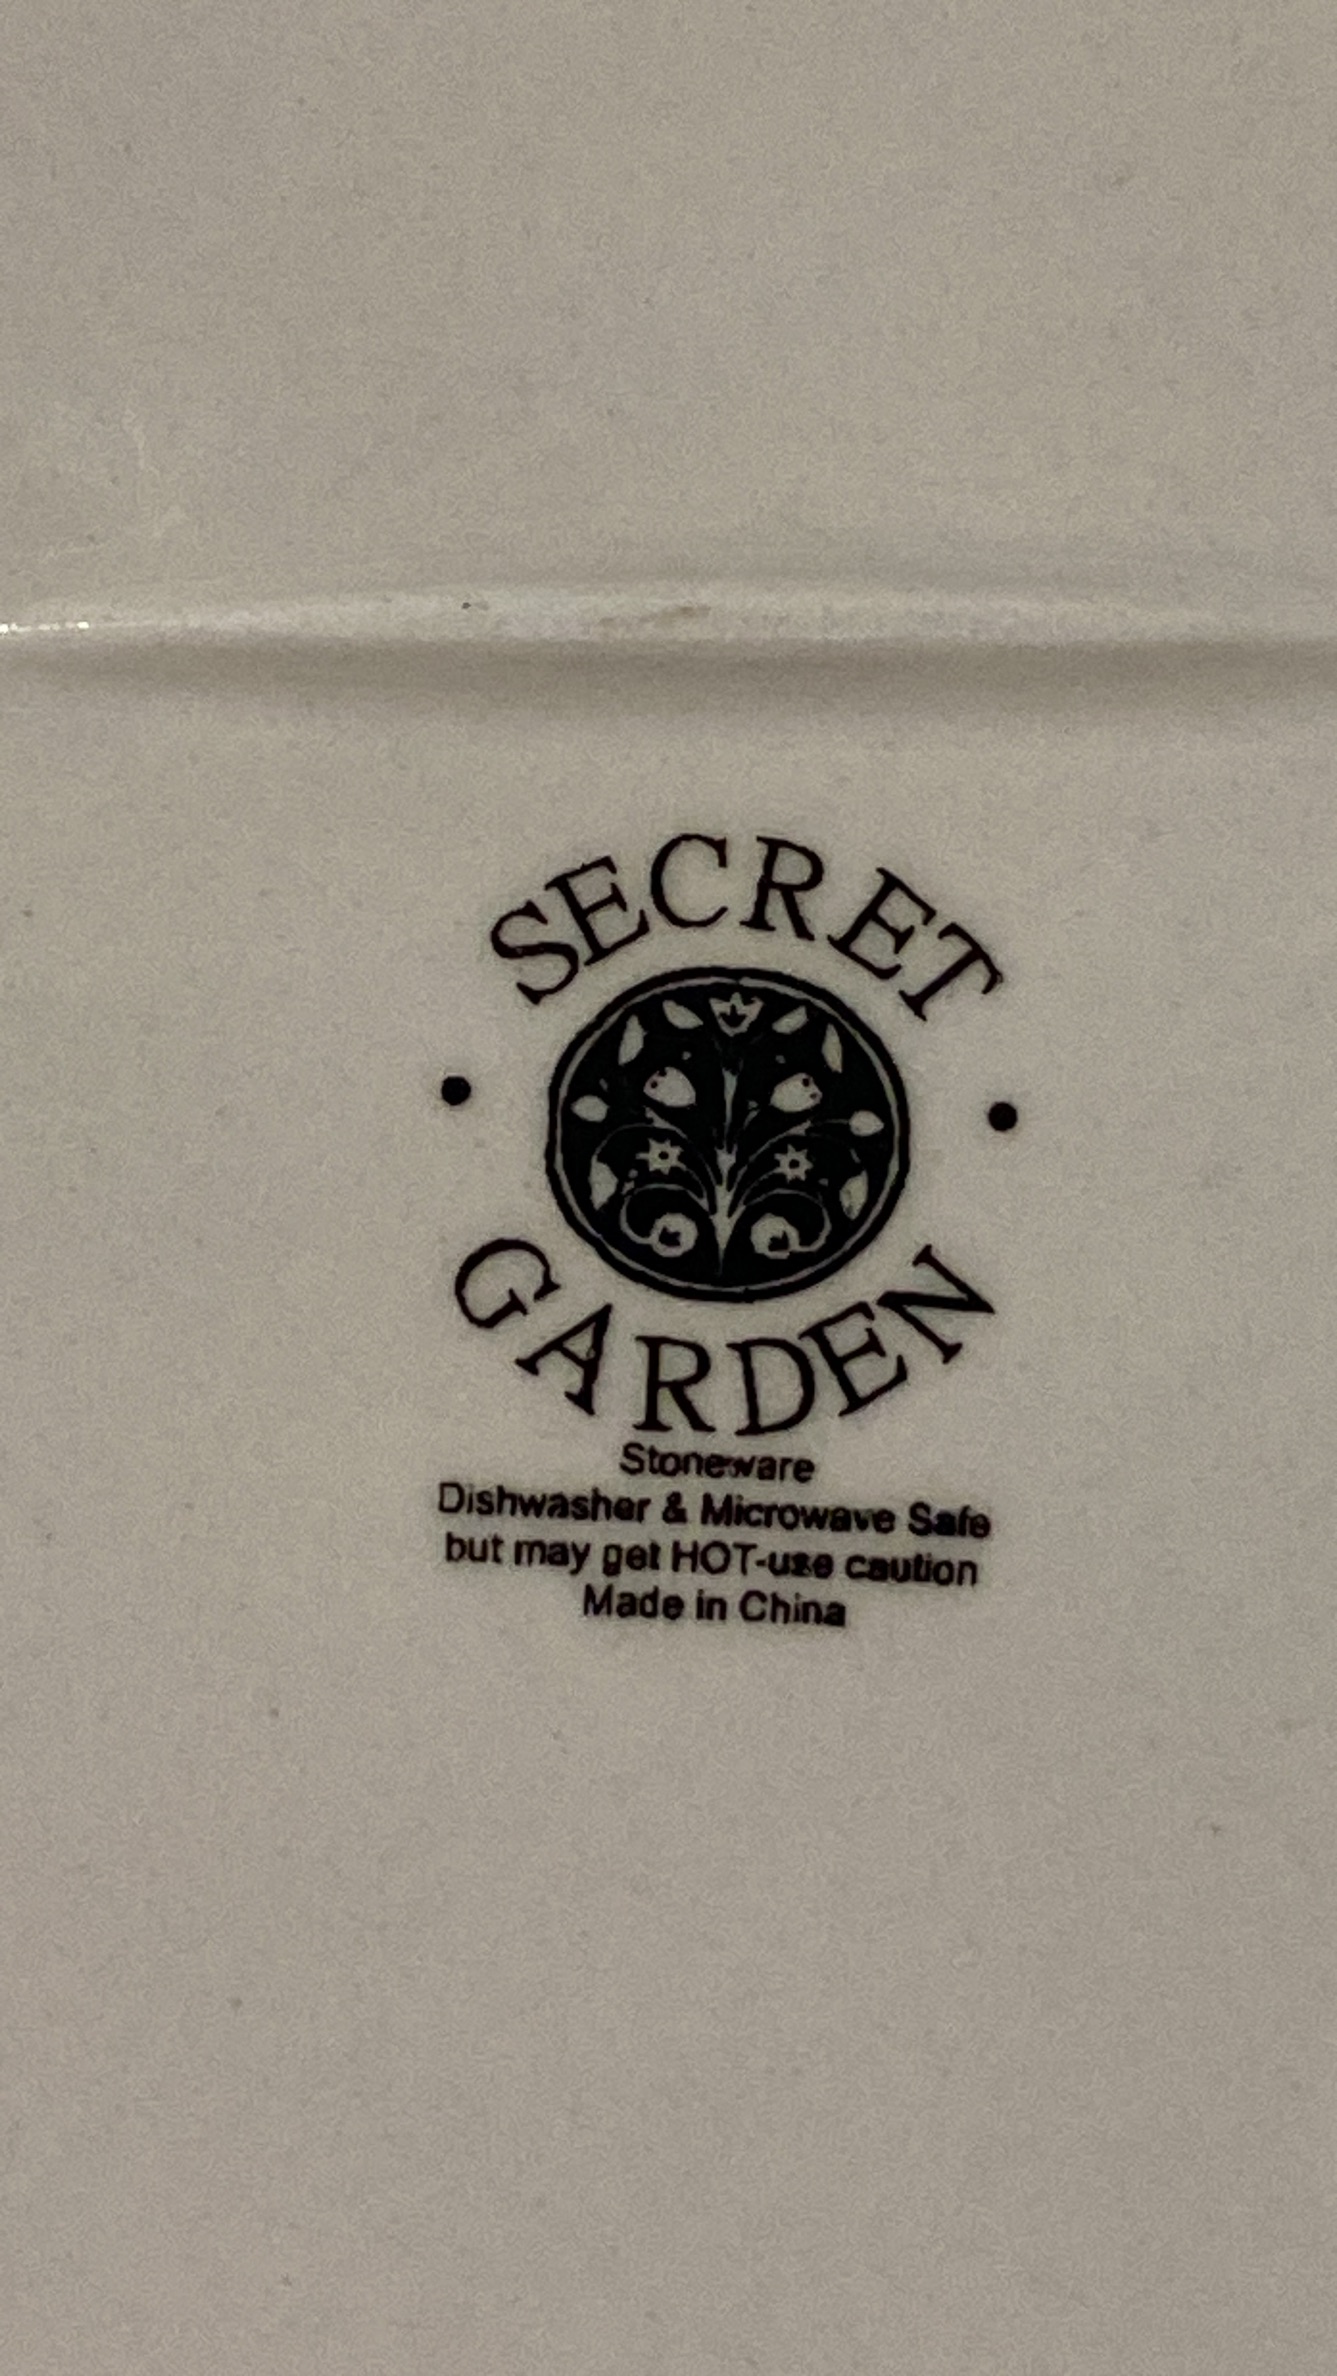 SECRET
GARDEN
Stoneware
Dishwasher & Microwave Safe
but may get HOT-use caution
Made in China